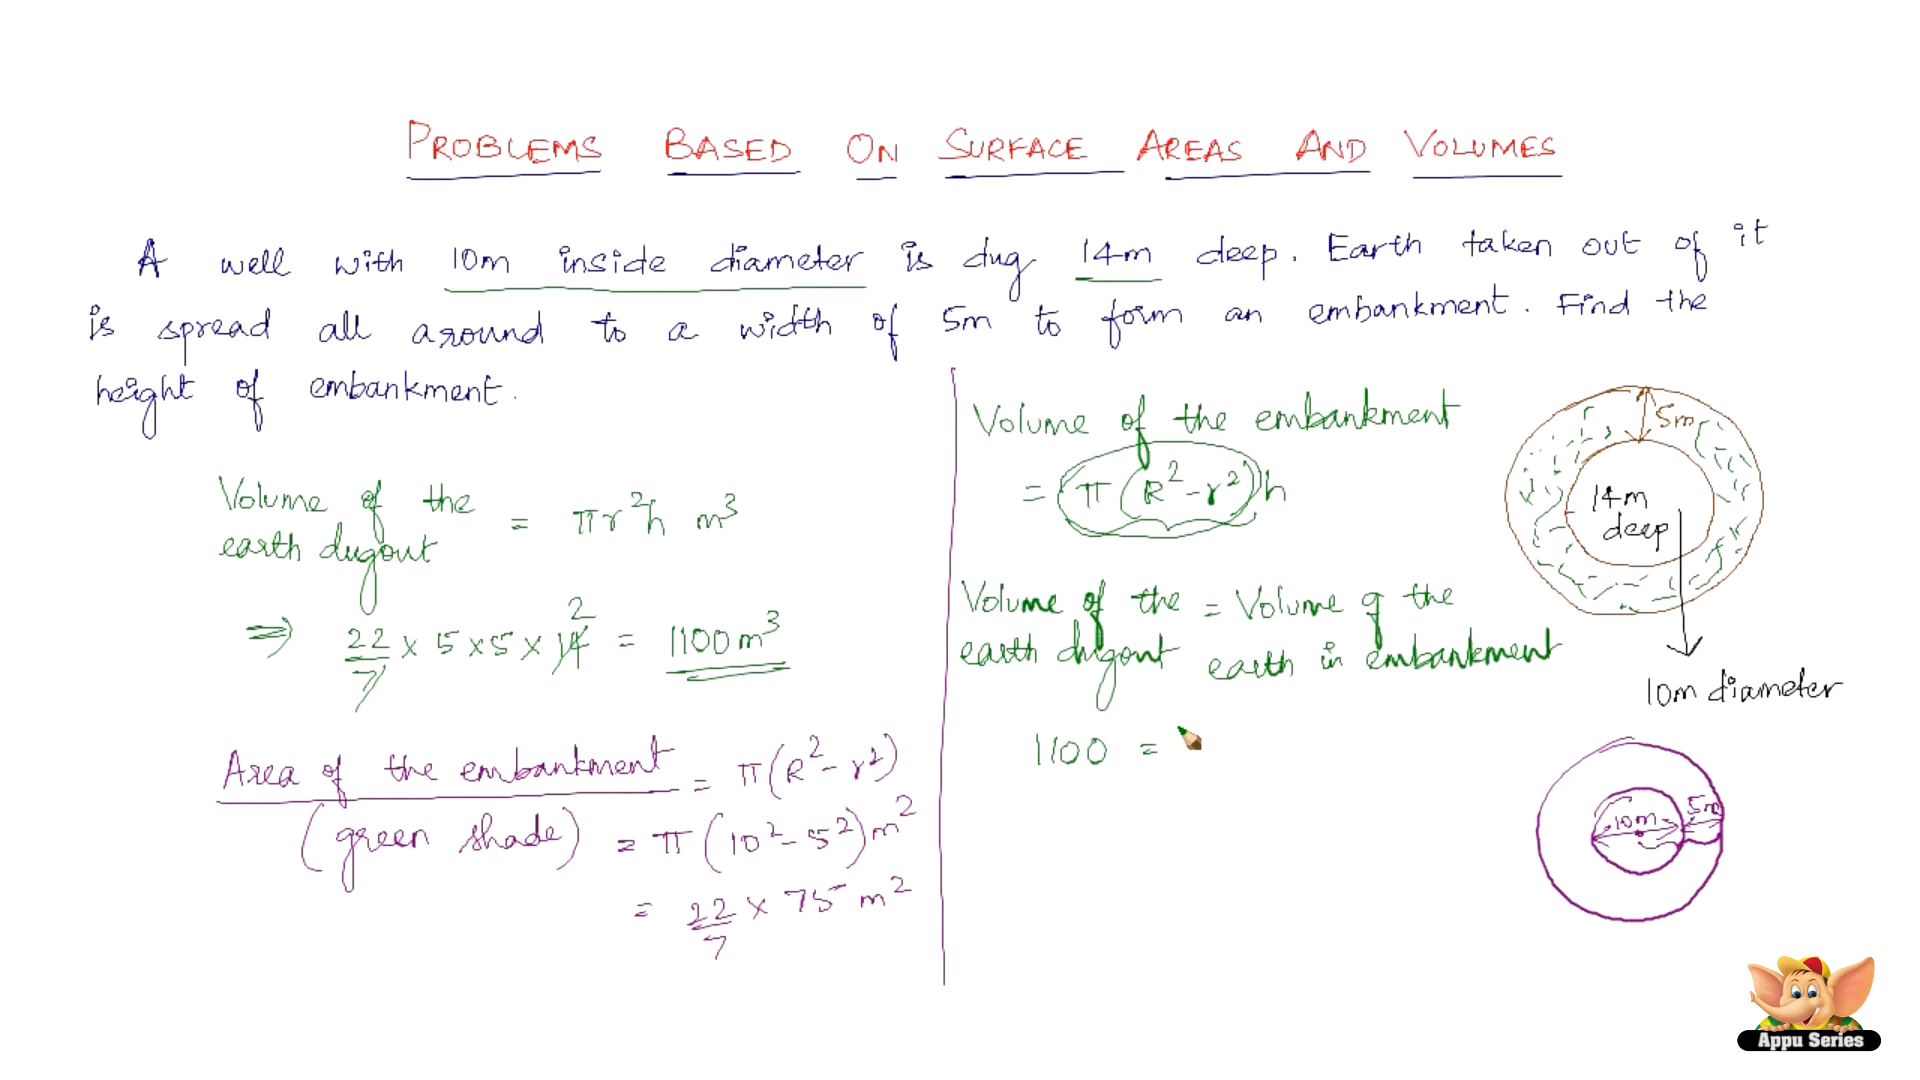 PROBLEMS BASED ON SURFACE AREAS AND VOLUMES
A well with 10m inside diameter is dug 14m deep. Earth taken out of it
is spread all around to a width of 5m to form an embankment. Find the
height of embankment.
Volume of the
earth dugout = πr²h m³
⇒ 22/7 × 5 × 5 × 14 2 = 1100 m³
Area of the embankment = π(R² - r²)
(green shade) = π(10² - 5²) m²
= 22/7 × 75 m²
Volume of the embankment
= π(R² - r²)h
Volume of the = Volume of the
earth dugout earth in embankment
1100 =
5m
14m
deep
10m diameter
10m 5m
Appu Series